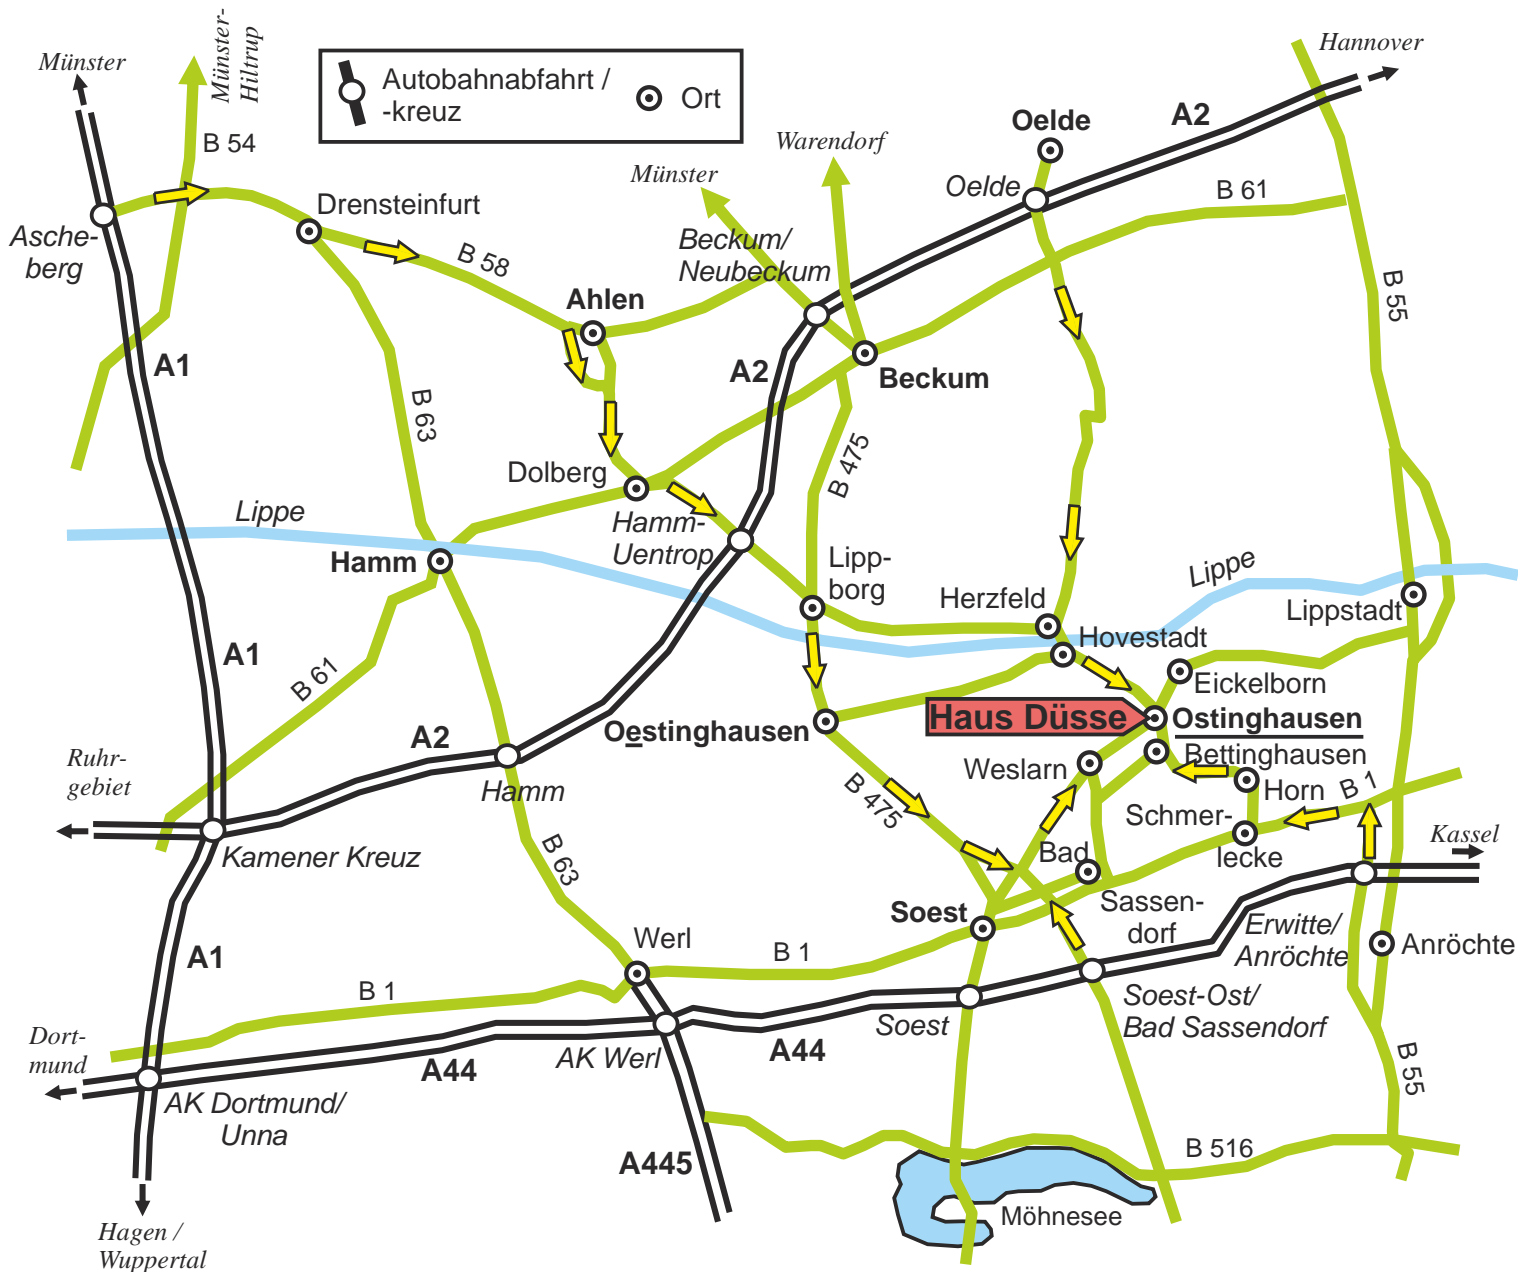 Münster
Münster-
Hiltrup
Autobahnabfahrt /
-kreuz
Ort
Hannover
A2
Oelde
B 54
Warendorf
Münster
Oelde
B 61
Drensteinfurt
Asche-
berg
Beckum/
Neubeckum
B 58
B 55
Ahlen
A1
A2
Beckum
B 63
B 475
Dolberg
Lippe
Hamm-
Uentrop
Hamm
Lipp-
borg
Lippe
Herzfeld
Lippstadt
Hovestadt
A1
B 61
Eickelborn
Haus Düsse
Ostinghausen
Oestinghausen
A2
Bettinghausen
Ruhr-
gebiet
Weslarn
Hamm
Horn
B 1
B 475
Schmer-
lecke
Kassel
Kamener Kreuz
Bad
Sassen-
dorf
B 63
Soest
Erwitte/
Anröchte
Anröchte
Werl
A1
B 1
B 1
Soest-Ost/
Bad Sassendorf
Soest
Dort-
mund
AK Werl
A44
A44
B 55
AK Dortmund/
Unna
A445
B 516
Möhnesee
Hagen /
Wuppertal